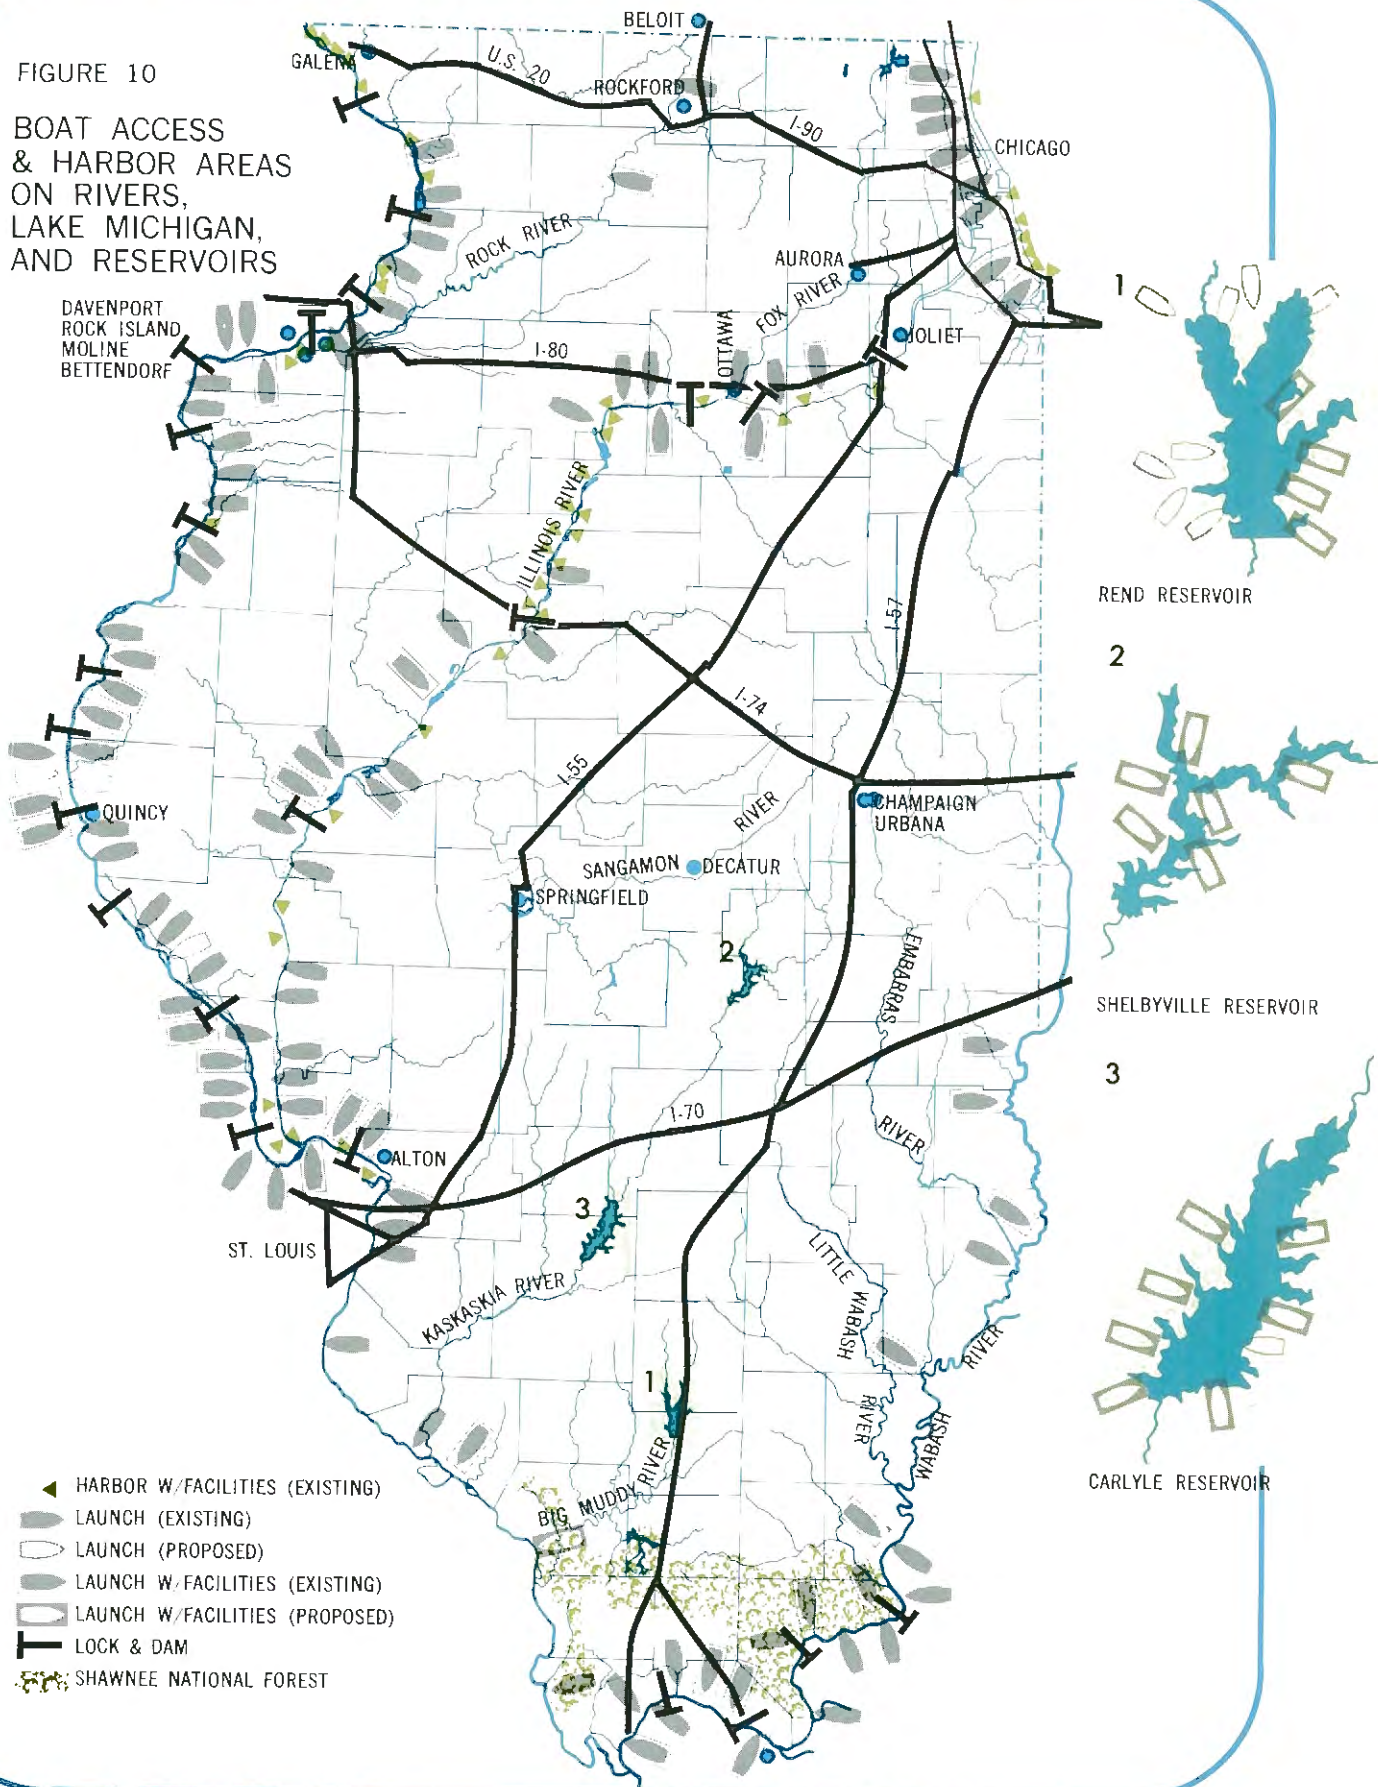 FIGURE 10
BOAT ACCESS
& HARBOR AREAS
ON RIVERS,
LAKE MICHIGAN,
AND RESERVOIRS
BELOIT
GALENA
U.S. 20
ROCKFORD
I-90
CHICAGO
ROCK RIVER
AURORA
FOX RIVER
DAVENPORT
ROCK ISLAND
MOLINE
BETTENDORF
I-80
OTTAWA
JOLIET
ILLINOIS RIVER
I-57
I-74
I-55
QUINCY
CHAMPAIGN
URBANA
RIVER
SANGAMON
DECATUR
SPRINGFIELD
2
EMBARRAS
RIVER
I-70
ALTON
3
ST. LOUIS
KASKASKIA RIVER
LITTLE WABASH
RIVER
RIVER
WABASH
1
BIG MUDDY RIVER
1
REND RESERVOIR
2
SHELBYVILLE RESERVOIR
3
CARLYLE RESERVOIR
HARBOR W/FACILITIES (EXISTING)
LAUNCH (EXISTING)
LAUNCH (PROPOSED)
LAUNCH W/FACILITIES (EXISTING)
LAUNCH W/FACILITIES (PROPOSED)
LOCK & DAM
SHAWNEE NATIONAL FOREST